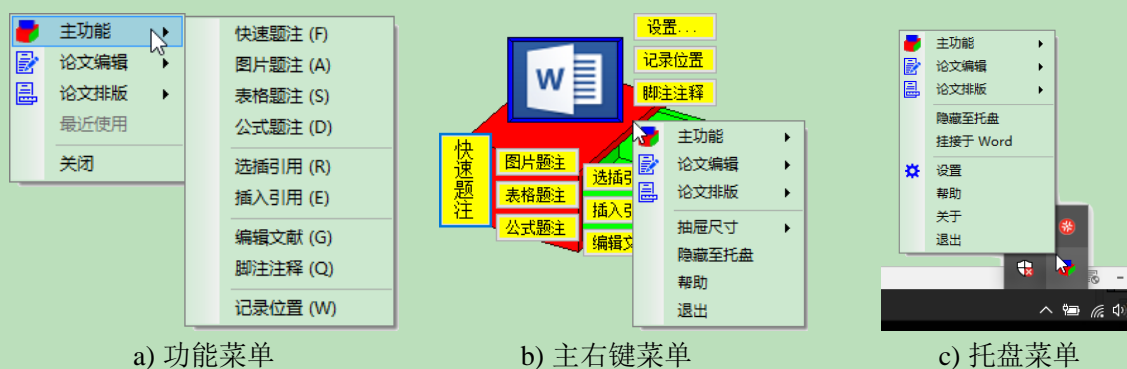 主功能
论文编辑
论文排版
最近使用
关闭
快速题注 (F)
图片题注 (A)
表格题注 (S)
公式题注 (D)
选插引用 (R)
插入引用 (E)
编辑文献 (G)
脚注注释 (Q)
记录位置 (W)
a) 功能菜单
设置...
记录位置
脚注注释
W
快速题注
图片题注
表格题注
公式题注
选插
插入
编辑
主功能
论文编辑
论文排版
抽屉尺寸
隐藏至托盘
帮助
退出
b) 主右键菜单
主功能
论文编辑
论文排版
隐藏至托盘
挂接于 Word
设置
帮助
关于
退出
c) 托盘菜单